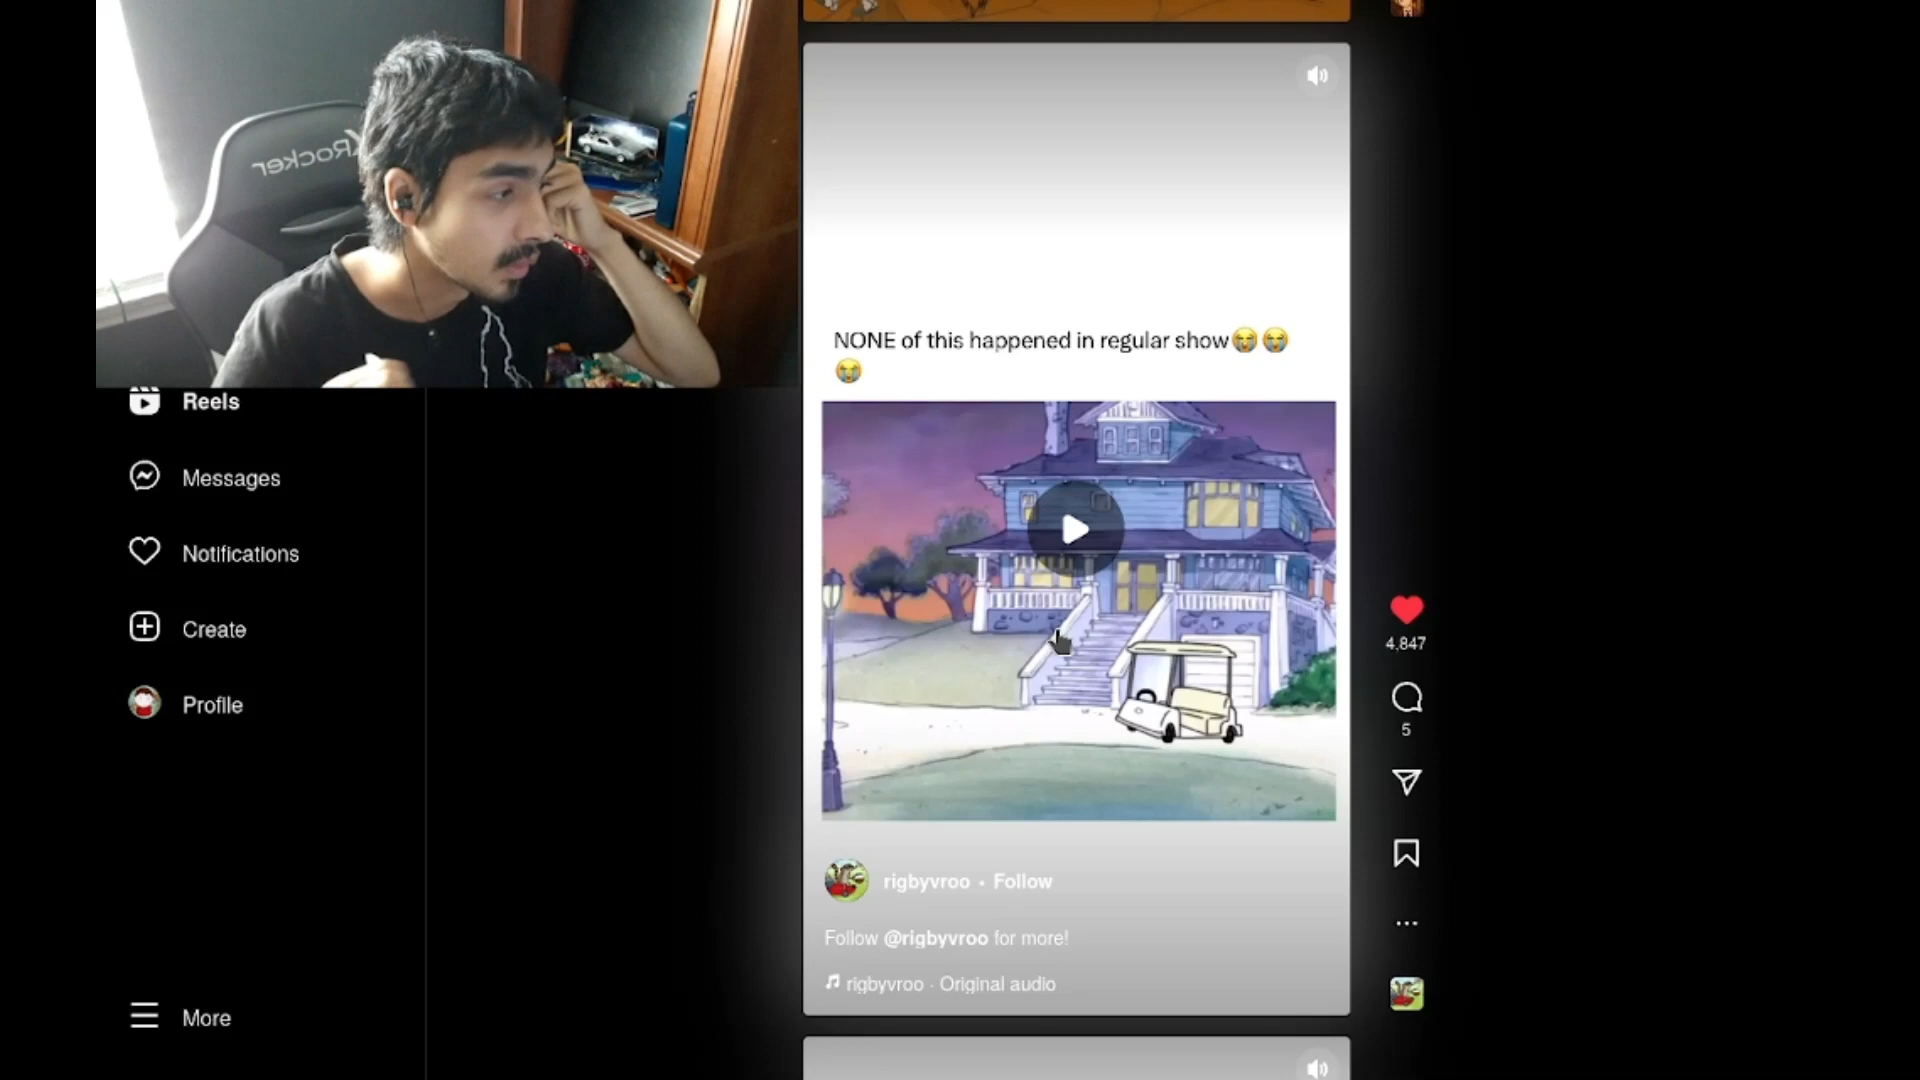 XRocker
NONE of this happened in regular show😭😭
😭
Reels
Messages
Notifications
Create
Profile
More
4,847
5
rigbyvroo • Follow
Follow @rigbyvroo for more!
rigbyvroo · Original audio